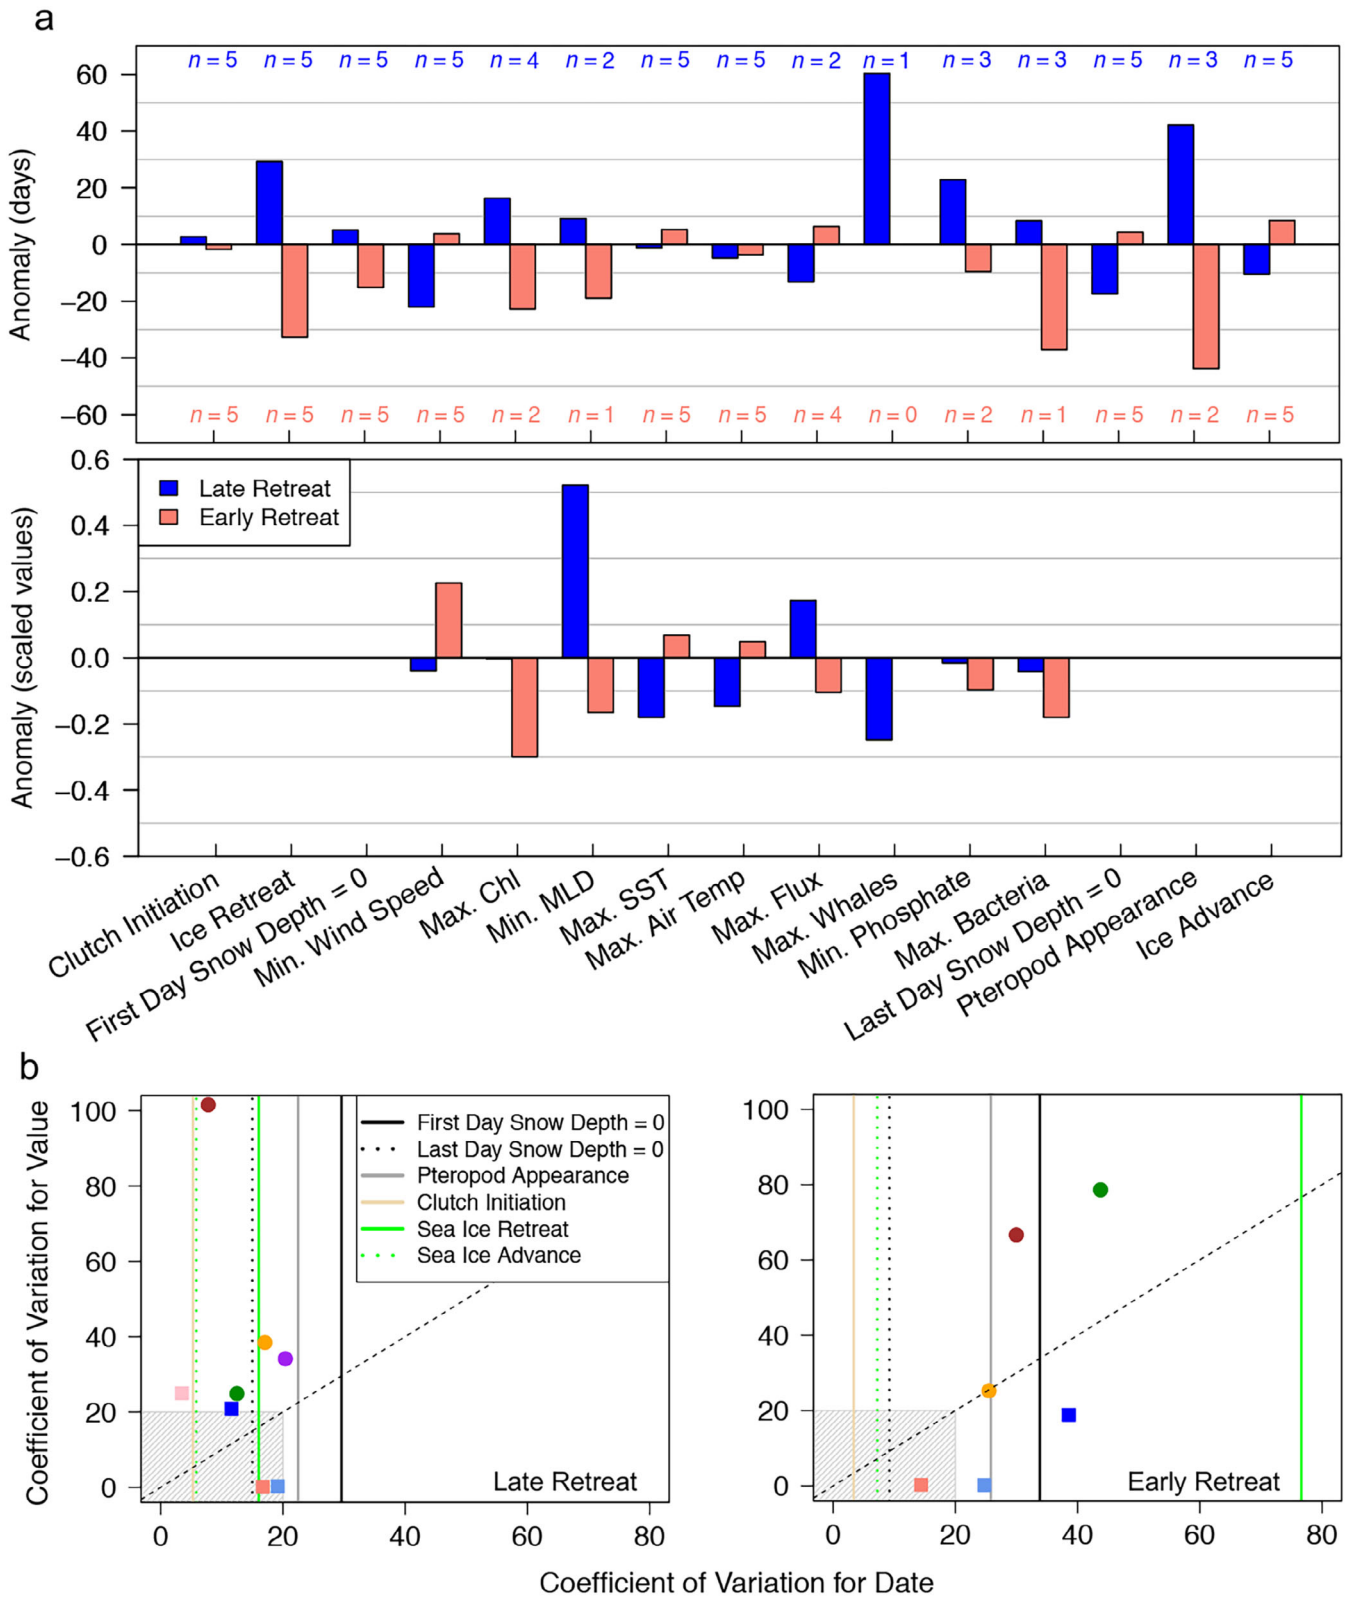 a
n = 5 n = 5 n = 5 n = 5 n = 4 n = 2 n = 5 n = 5 n = 2 n = 1 n = 3 n = 3 n = 5 n = 3 n = 5
Anomaly (days)
60
40
20
0
−20
−40
−60
n = 5 n = 5 n = 5 n = 5 n = 2 n = 1 n = 5 n = 5 n = 4 n = 0 n = 2 n = 1 n = 5 n = 2 n = 5
Anomaly (scaled values)
0.6
0.4
0.2
0.0
−0.2
−0.4
−0.6
Late Retreat
Early Retreat
Clutch Initiation
Ice Retreat
First Day Snow Depth = 0
Min. Wind Speed
Max. Chl
Min. MLD
Max. SST
Max. Air Temp
Max. Flux
Max. Whales
Min. Phosphate
Max. Bacteria
Last Day Snow Depth = 0
Pteropod Appearance
Ice Advance
b
Coefficient of Variation for Value
100
80
60
40
20
0
First Day Snow Depth = 0
Last Day Snow Depth = 0
Pteropod Appearance
Clutch Initiation
Sea Ice Retreat
Sea Ice Advance
Late Retreat
0 20 40 60 80
100
80
60
40
20
0
Early Retreat
0 20 40 60 80
Coefficient of Variation for Date